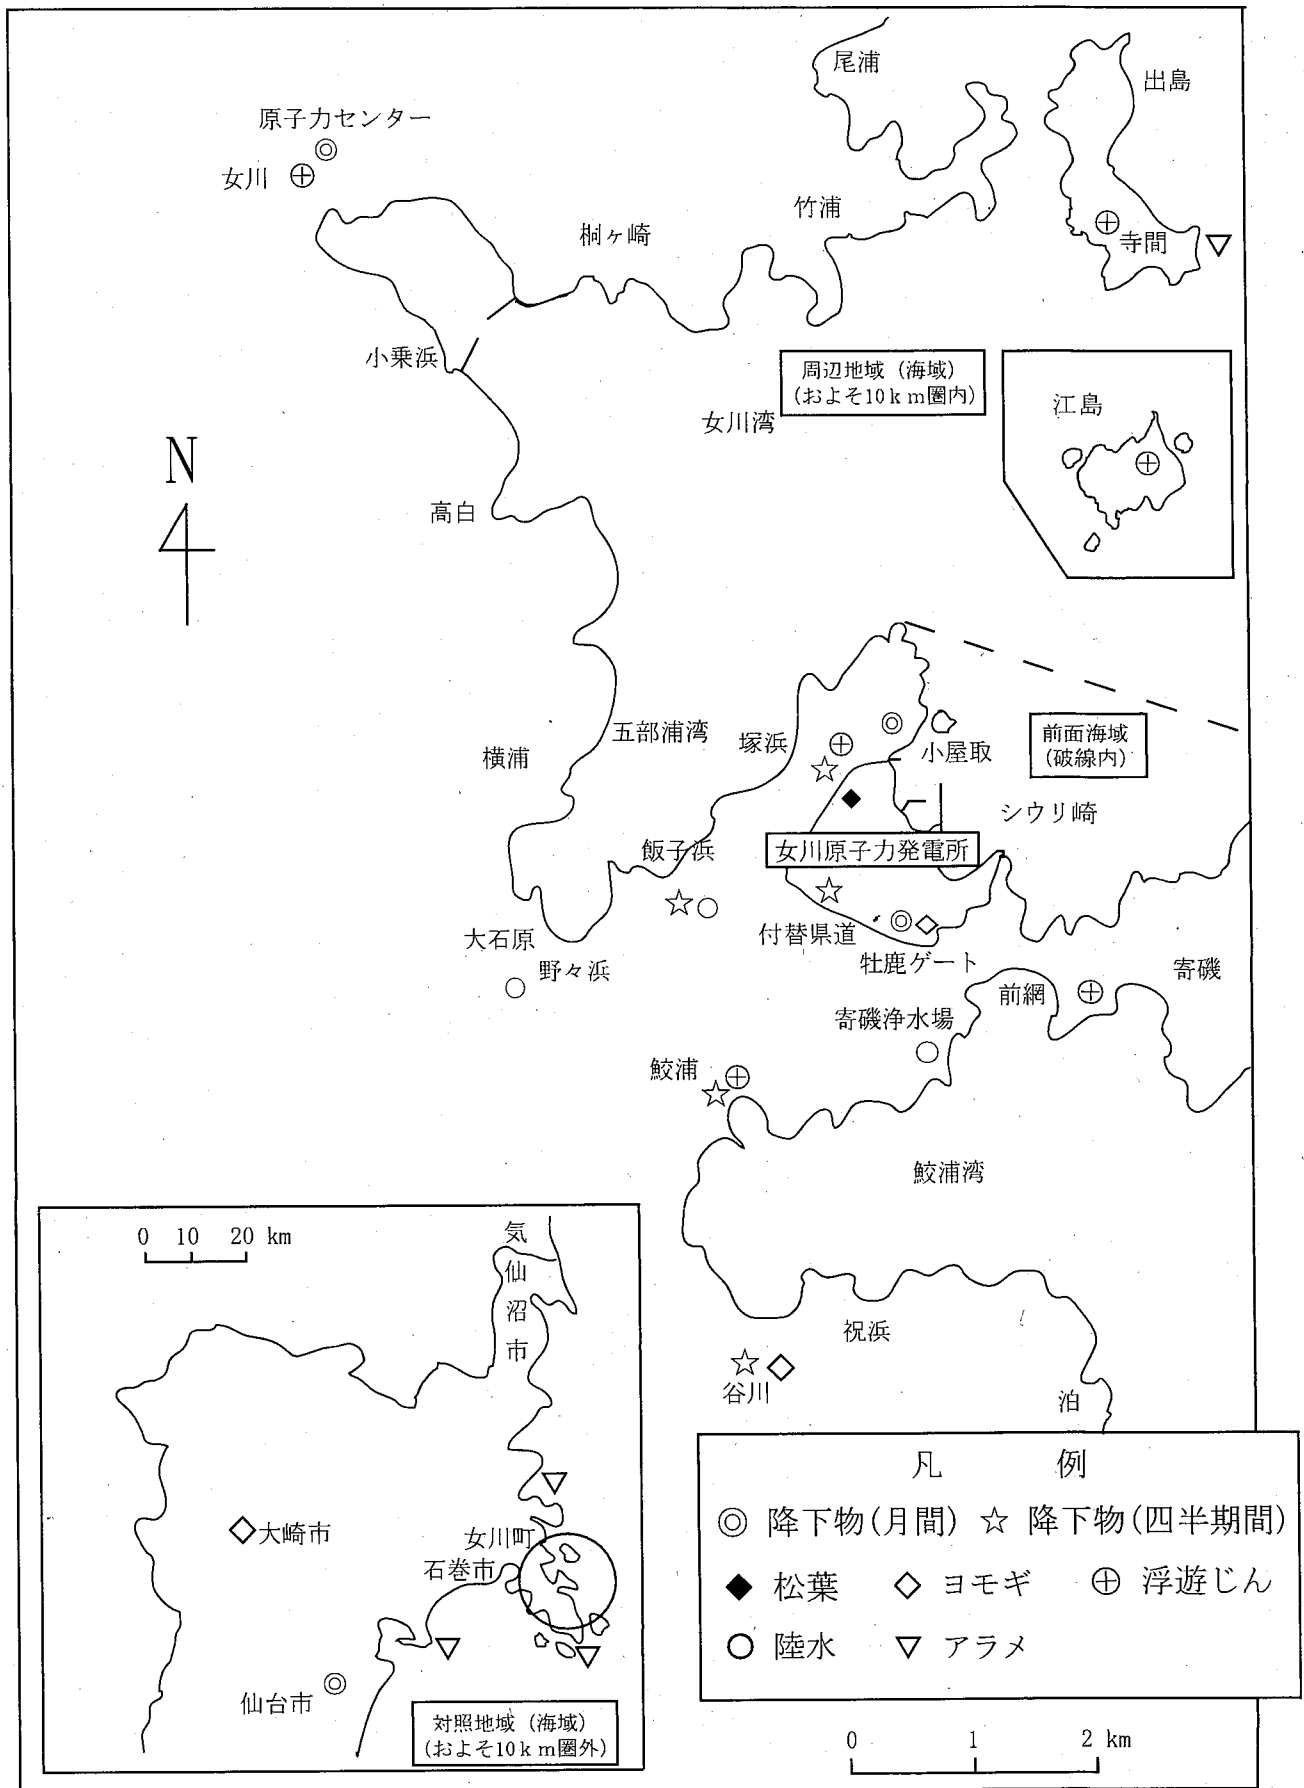 尾浦
出島
原子力センター
女川
竹浦
桐ヶ崎
寺間
小乗浜
周辺地域(海域)
(およそ10km圏内)
江島
女川湾
N
高白
五部浦湾
塚浜
小屋取
前面海域
(破線内)
横浦
シウリ崎
飯子浜
女川原子力発電所
大石原
野々浜
付替県道
牡鹿ゲート
寄磯
前網
寄磯浄水場
鮫浦
鮫浦湾
祝浜
谷川
泊
0 10 20 km
気仙沼市
大崎市
女川町
石巻市
仙台市
対照地域(海域)
(およそ10km圏外)
凡 例
◎ 降下物(月間) ☆ 降下物(四半期間)
◆ 松葉 ◇ ヨモギ ⊕ 浮遊じん
○ 陸水 ▽ アラメ
0 1 2 km